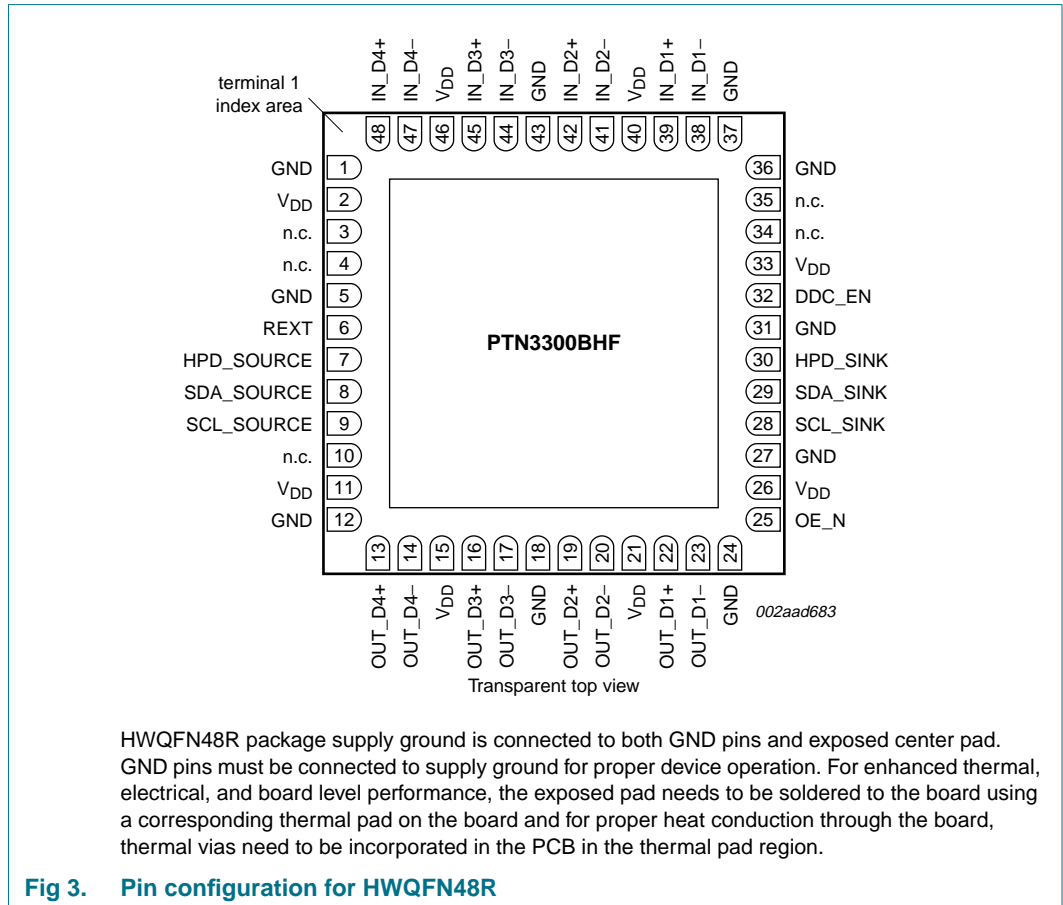 IN_D4+ IN_D4− VDD IN_D3+ IN_D3− GND IN_D2+ IN_D2− VDD IN_D1+ IN_D1− GND
terminal 1
index area
48 47 46 45 44 43 42 41 40 39 38 37
GND 1 36 GND
VDD 2 35 n.c.
n.c. 3 34 n.c.
n.c. 4 33 VDD
GND 5 32 DDC_EN
REXT 6 31 GND
PTN3300BHF
HPD_SOURCE 7 30 HPD_SINK
SDA_SOURCE 8 29 SDA_SINK
SCL_SOURCE 9 28 SCL_SINK
n.c. 10 27 GND
VDD 11 26 VDD
GND 12 25 OE_N
13 14 15 16 17 18 19 20 21 22 23 24
OUT_D4+ OUT_D4− VDD OUT_D3+ OUT_D3− GND OUT_D2+ OUT_D2− VDD OUT_D1+ OUT_D1− GND
002aad683
Transparent top view
HWQFN48R package supply ground is connected to both GND pins and exposed center pad.
GND pins must be connected to supply ground for proper device operation. For enhanced thermal,
electrical, and board level performance, the exposed pad needs to be soldered to the board using
a corresponding thermal pad on the board and for proper heat conduction through the board,
thermal vias need to be incorporated in the PCB in the thermal pad region.
Fig 3. Pin configuration for HWQFN48R